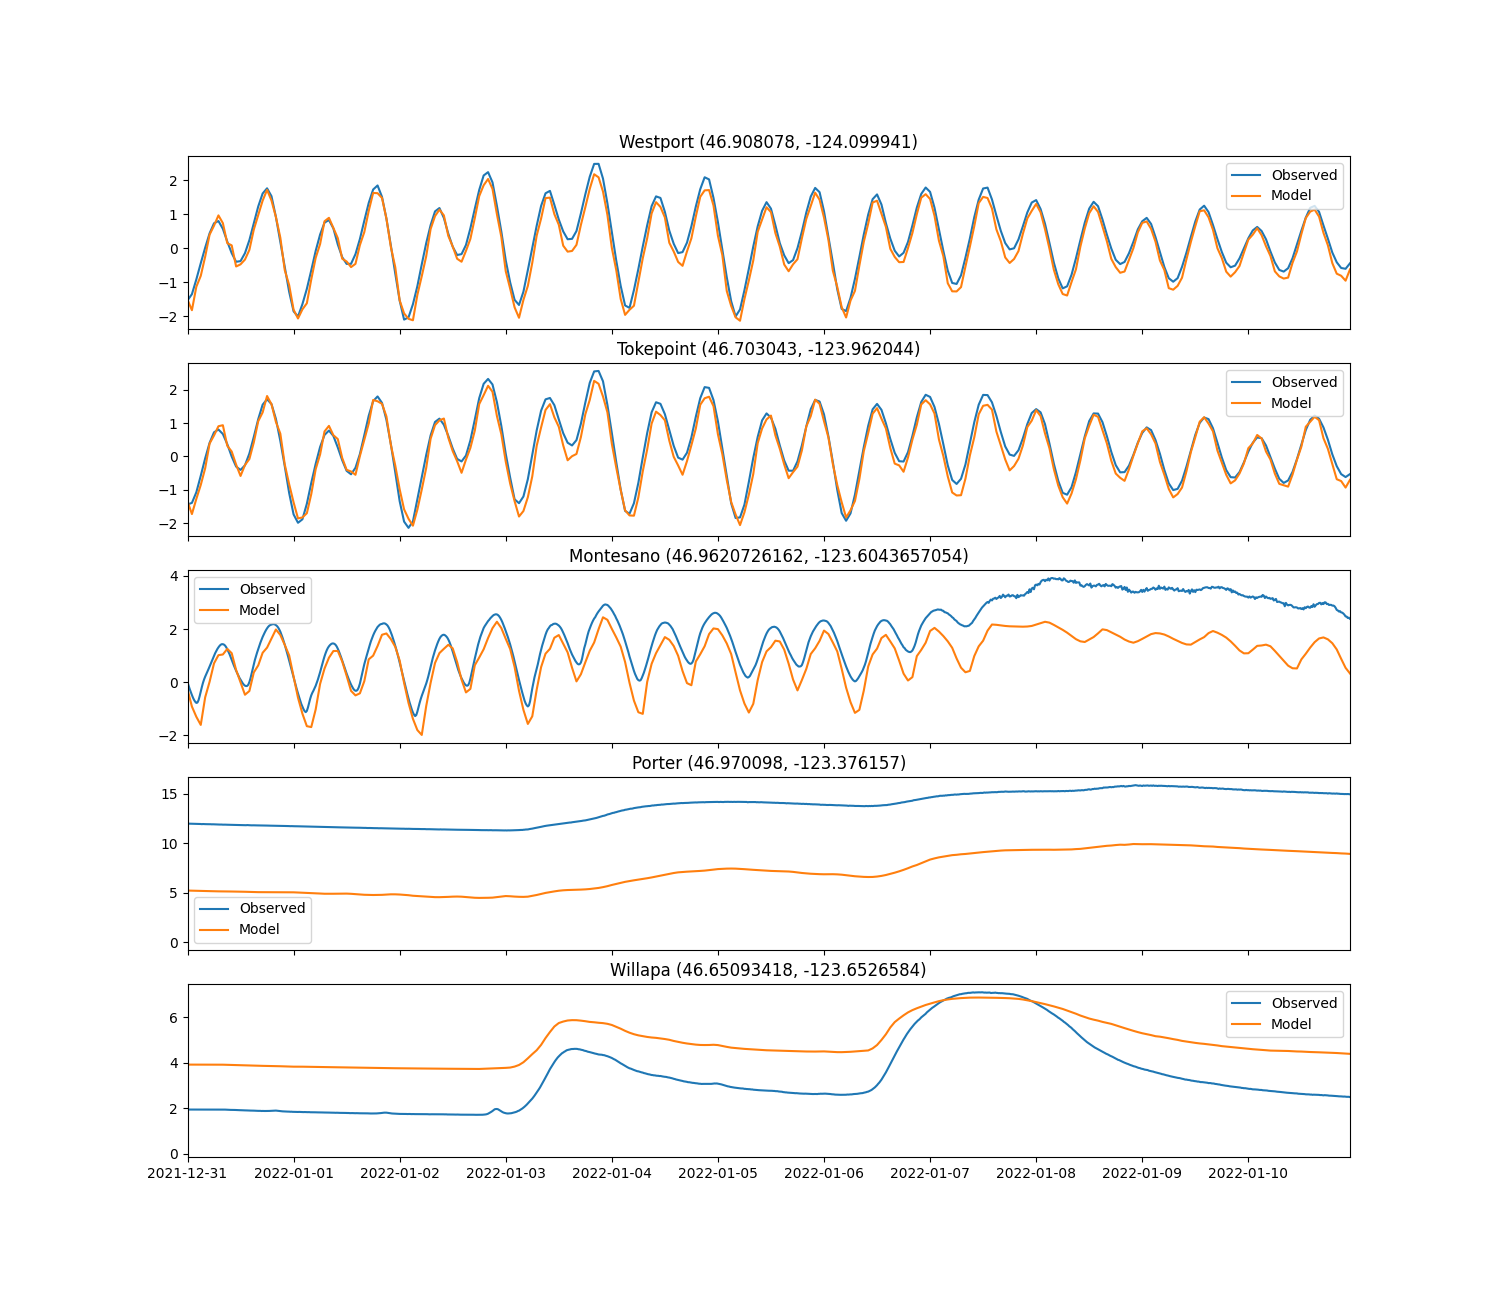 Westport (46.908078, -124.099941)
2
1
0
−1
−2
Observed
Model
Tokepoint (46.703043, -123.962044)
2
1
0
−1
−2
Observed
Model
Montesano (46.9620726162, -123.6043657054)
4
2
0
−2
Observed
Model
Porter (46.970098, -123.376157)
15
10
5
0
Observed
Model
Willapa (46.65093418, -123.6526584)
6
4
2
0
Observed
Model
2021-12-31 2022-01-01 2022-01-02 2022-01-03 2022-01-04 2022-01-05 2022-01-06 2022-01-07 2022-01-08 2022-01-09 2022-01-10